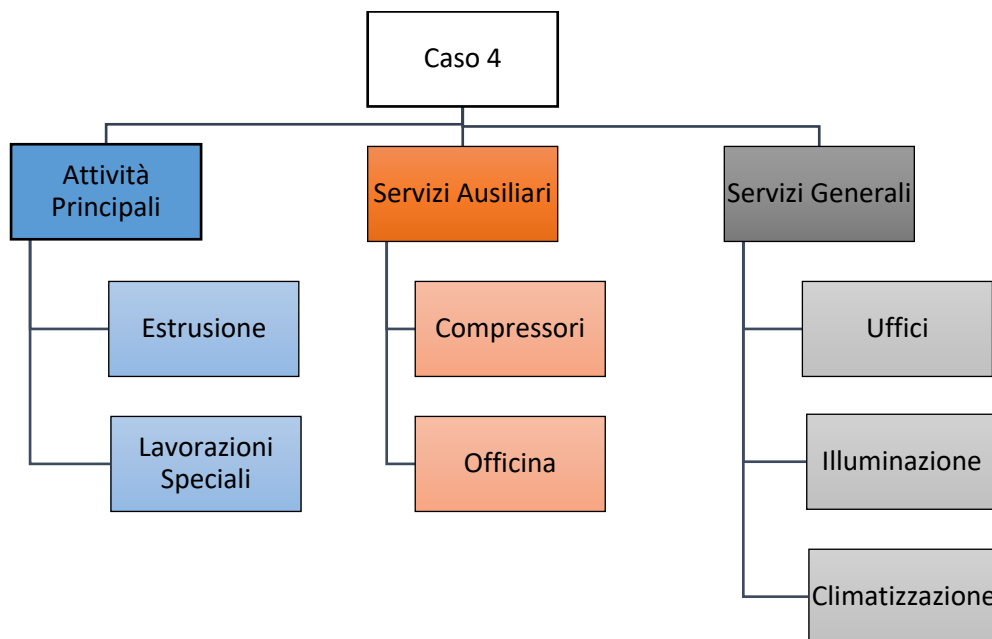 Caso 4
Attività
Principali
Servizi Ausiliari
Servizi Generali
Estrusione
Compressori
Uffici
Lavorazioni
Speciali
Officina
Illuminazione
Climatizzazione